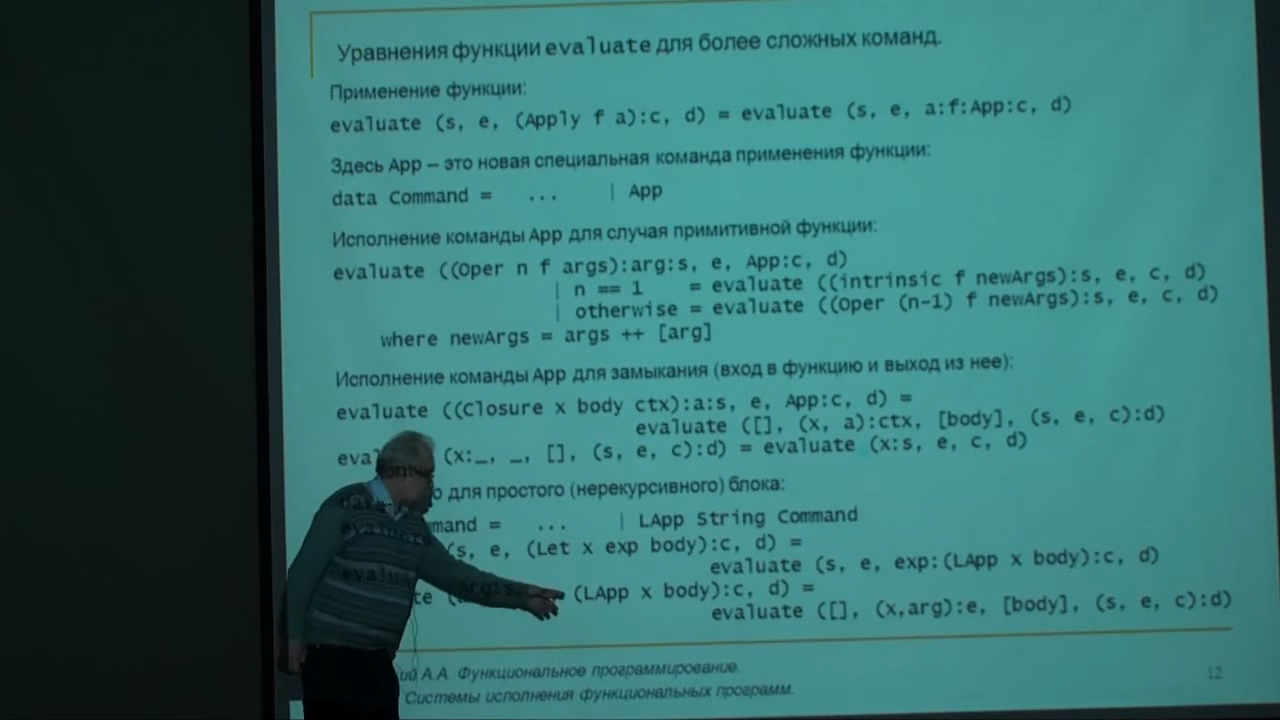 Уравнения функции evaluate для более сложных команд.
Применение функции:
evaluate (s, e, (Apply f a):c, d) = evaluate (s, e, a:f:App:c, d)
Здесь App – это новая специальная команда применения функции:
data Command = ... | App
Исполнение команды App для случая примитивной функции:
evaluate ((Oper n f args):arg:s, e, App:c, d)
| n == 1 = evaluate ((intrinsic f newArgs):s, e, c, d)
| otherwise = evaluate ((Oper (n-1) f newArgs):s, e, c, d)
where newArgs = args ++ [arg]
Исполнение команды App для замыкания (вход в функцию и выход из нее):
evaluate ((Closure x body ctx):a:s, e, App:c, d) =
evaluate ([], (x, a):ctx, [body], (s, e, c):d)
(x:_, _, [], (s, e, c):d) = evaluate (x:s, e, c, d)
для простого (нерекурсивного) блока:
= ... | LApp String Command
(s, e, (Let x exp body):c, d) =
evaluate (s, e, exp:(LApp x body):c, d)
(LApp x body):c, d) =
evaluate ([], (x,arg):e, [body], (s, e, c):d)
А.А. Функциональное программирование.
Системы исполнения функциональных программ.
12